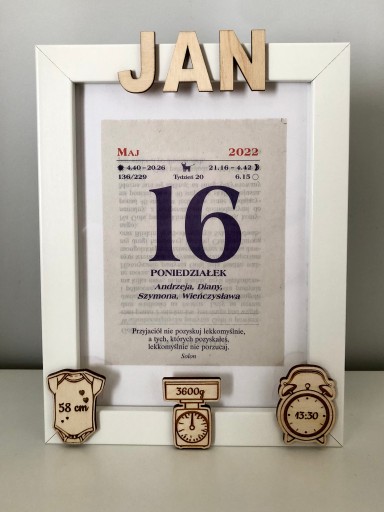 JAN
MAJ 2022
4.40–20.26 21.16–4.42
136/229 Tydzień 20 6.15
16
PONIEDZIAŁEK
Andrzeja, Diany,
Szymona, Wieńczysława
Przyjaciół nie pozyskuj lekkomyślnie,
a tych, których pozyskałeś,
lekkomyślnie nie porzucaj.
Solon
58 cm
3600g
13:30